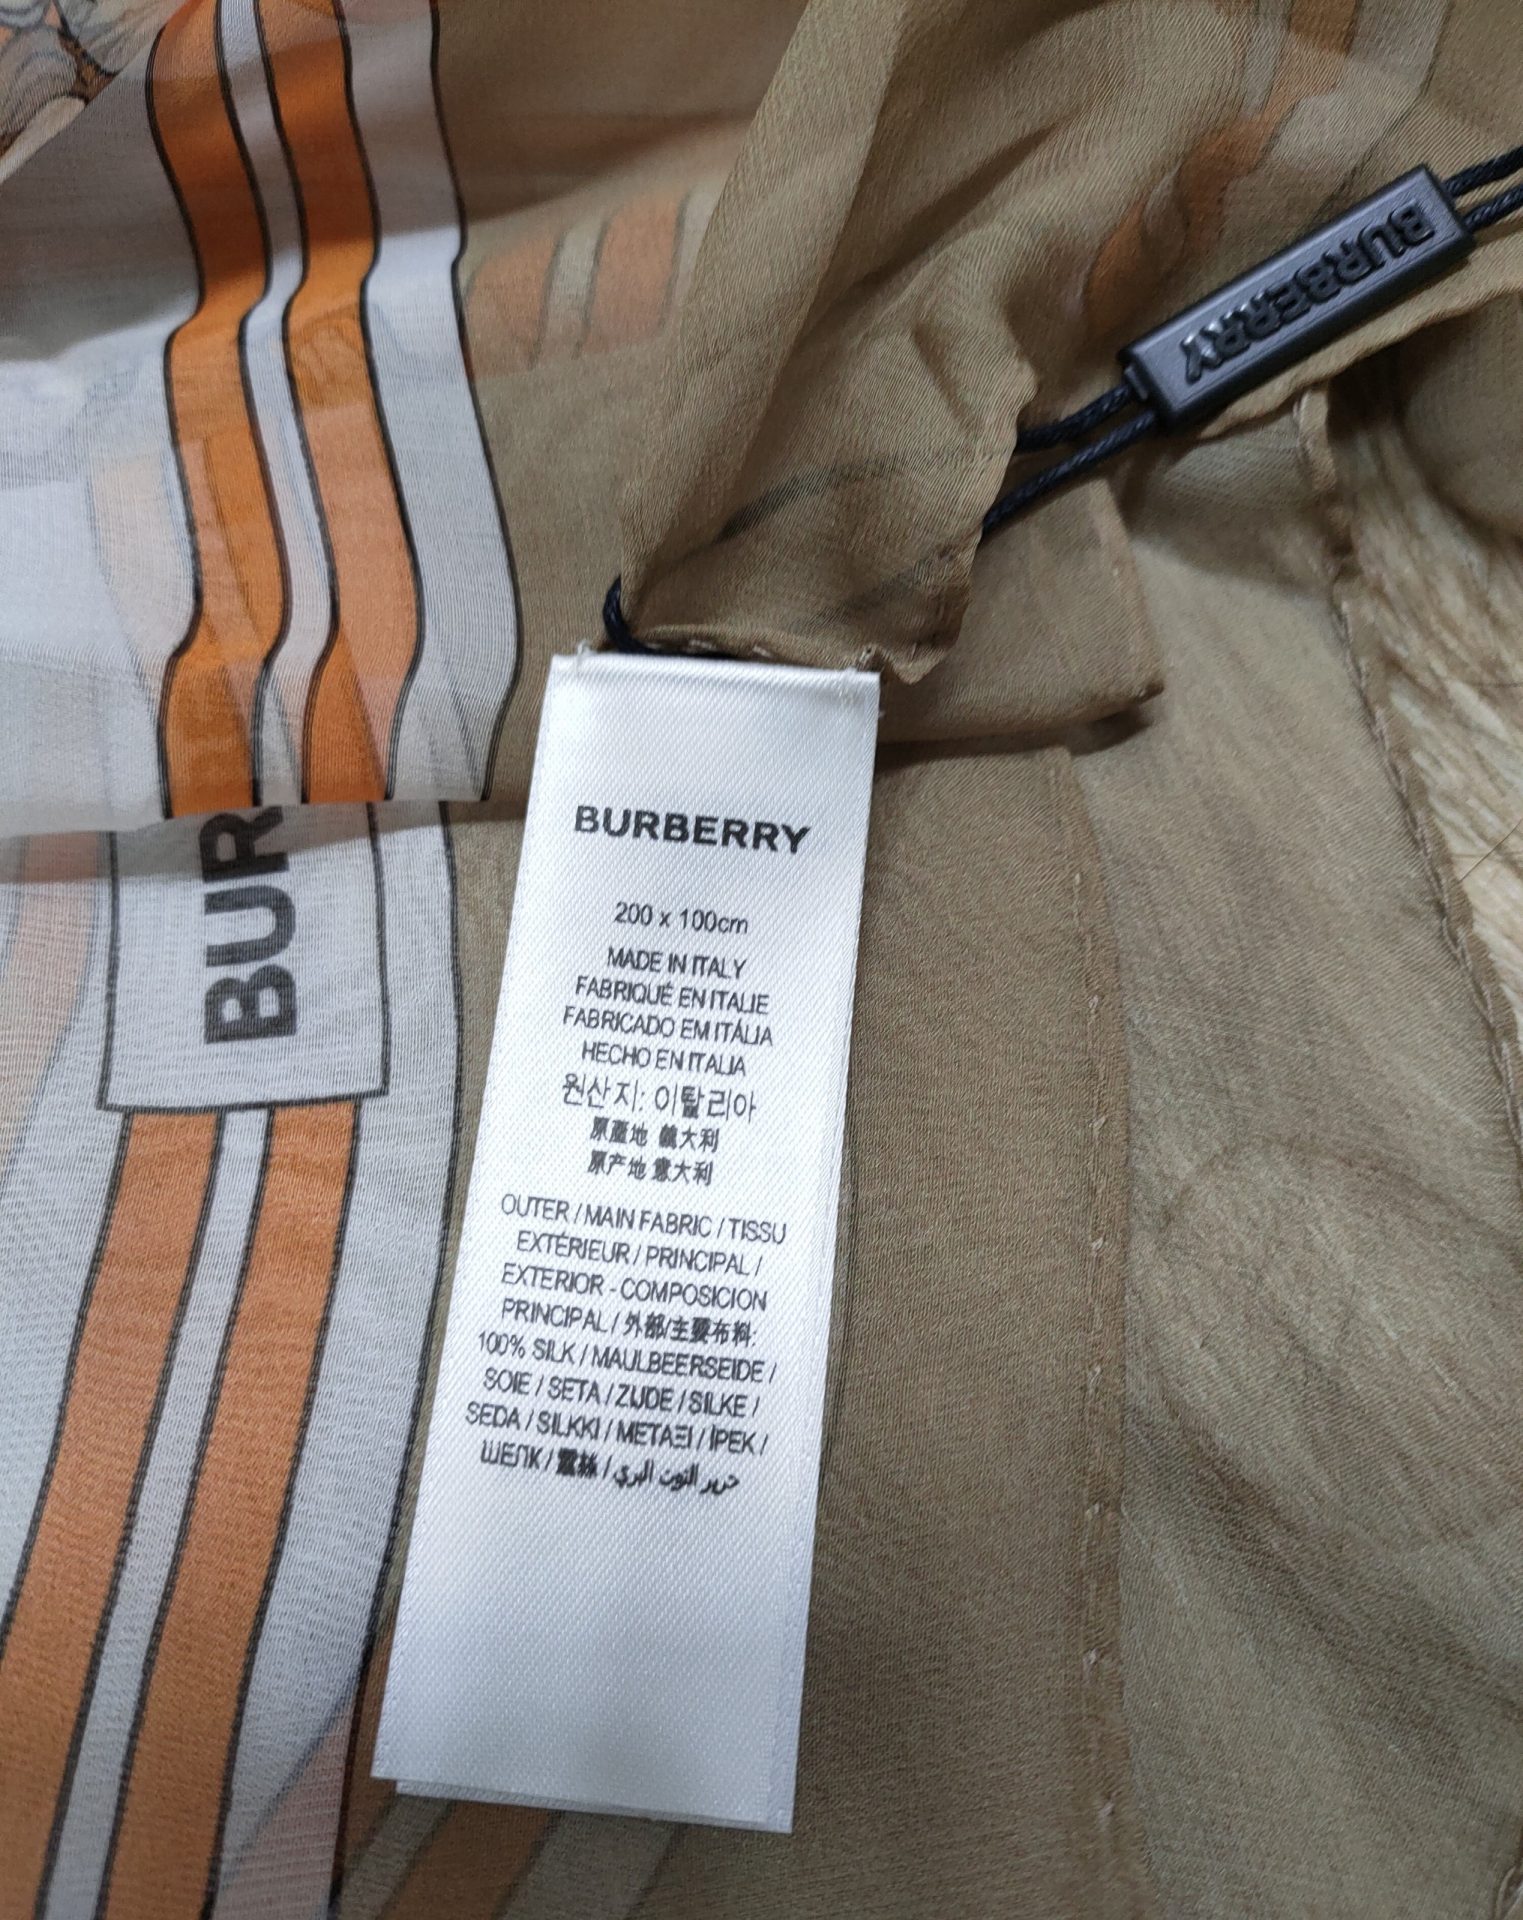 BURBERRY
BUR
BURBERRY
200 x 100cm
MADE IN ITALY
FABRIQUÉ EN ITALIE
FABRICADO EM ITÁLIA
HECHO EN ITALIA
원산지: 이탈리아
原產地 義大利
原产地 意大利
OUTER / MAIN FABRIC / TISSU
EXTÉRIEUR / PRINCIPAL /
EXTERIOR - COMPOSICION
PRINCIPAL / 外部/主要布料:
100% SILK / MAULBEERSEIDE /
SOIE / SETA / ZIJDE / SILKE /
SEDA / SILKKI / ΜΕΤΑΞΙ / İPEK /
ШЕЛК / 蠶絲 / حرير التوت البري